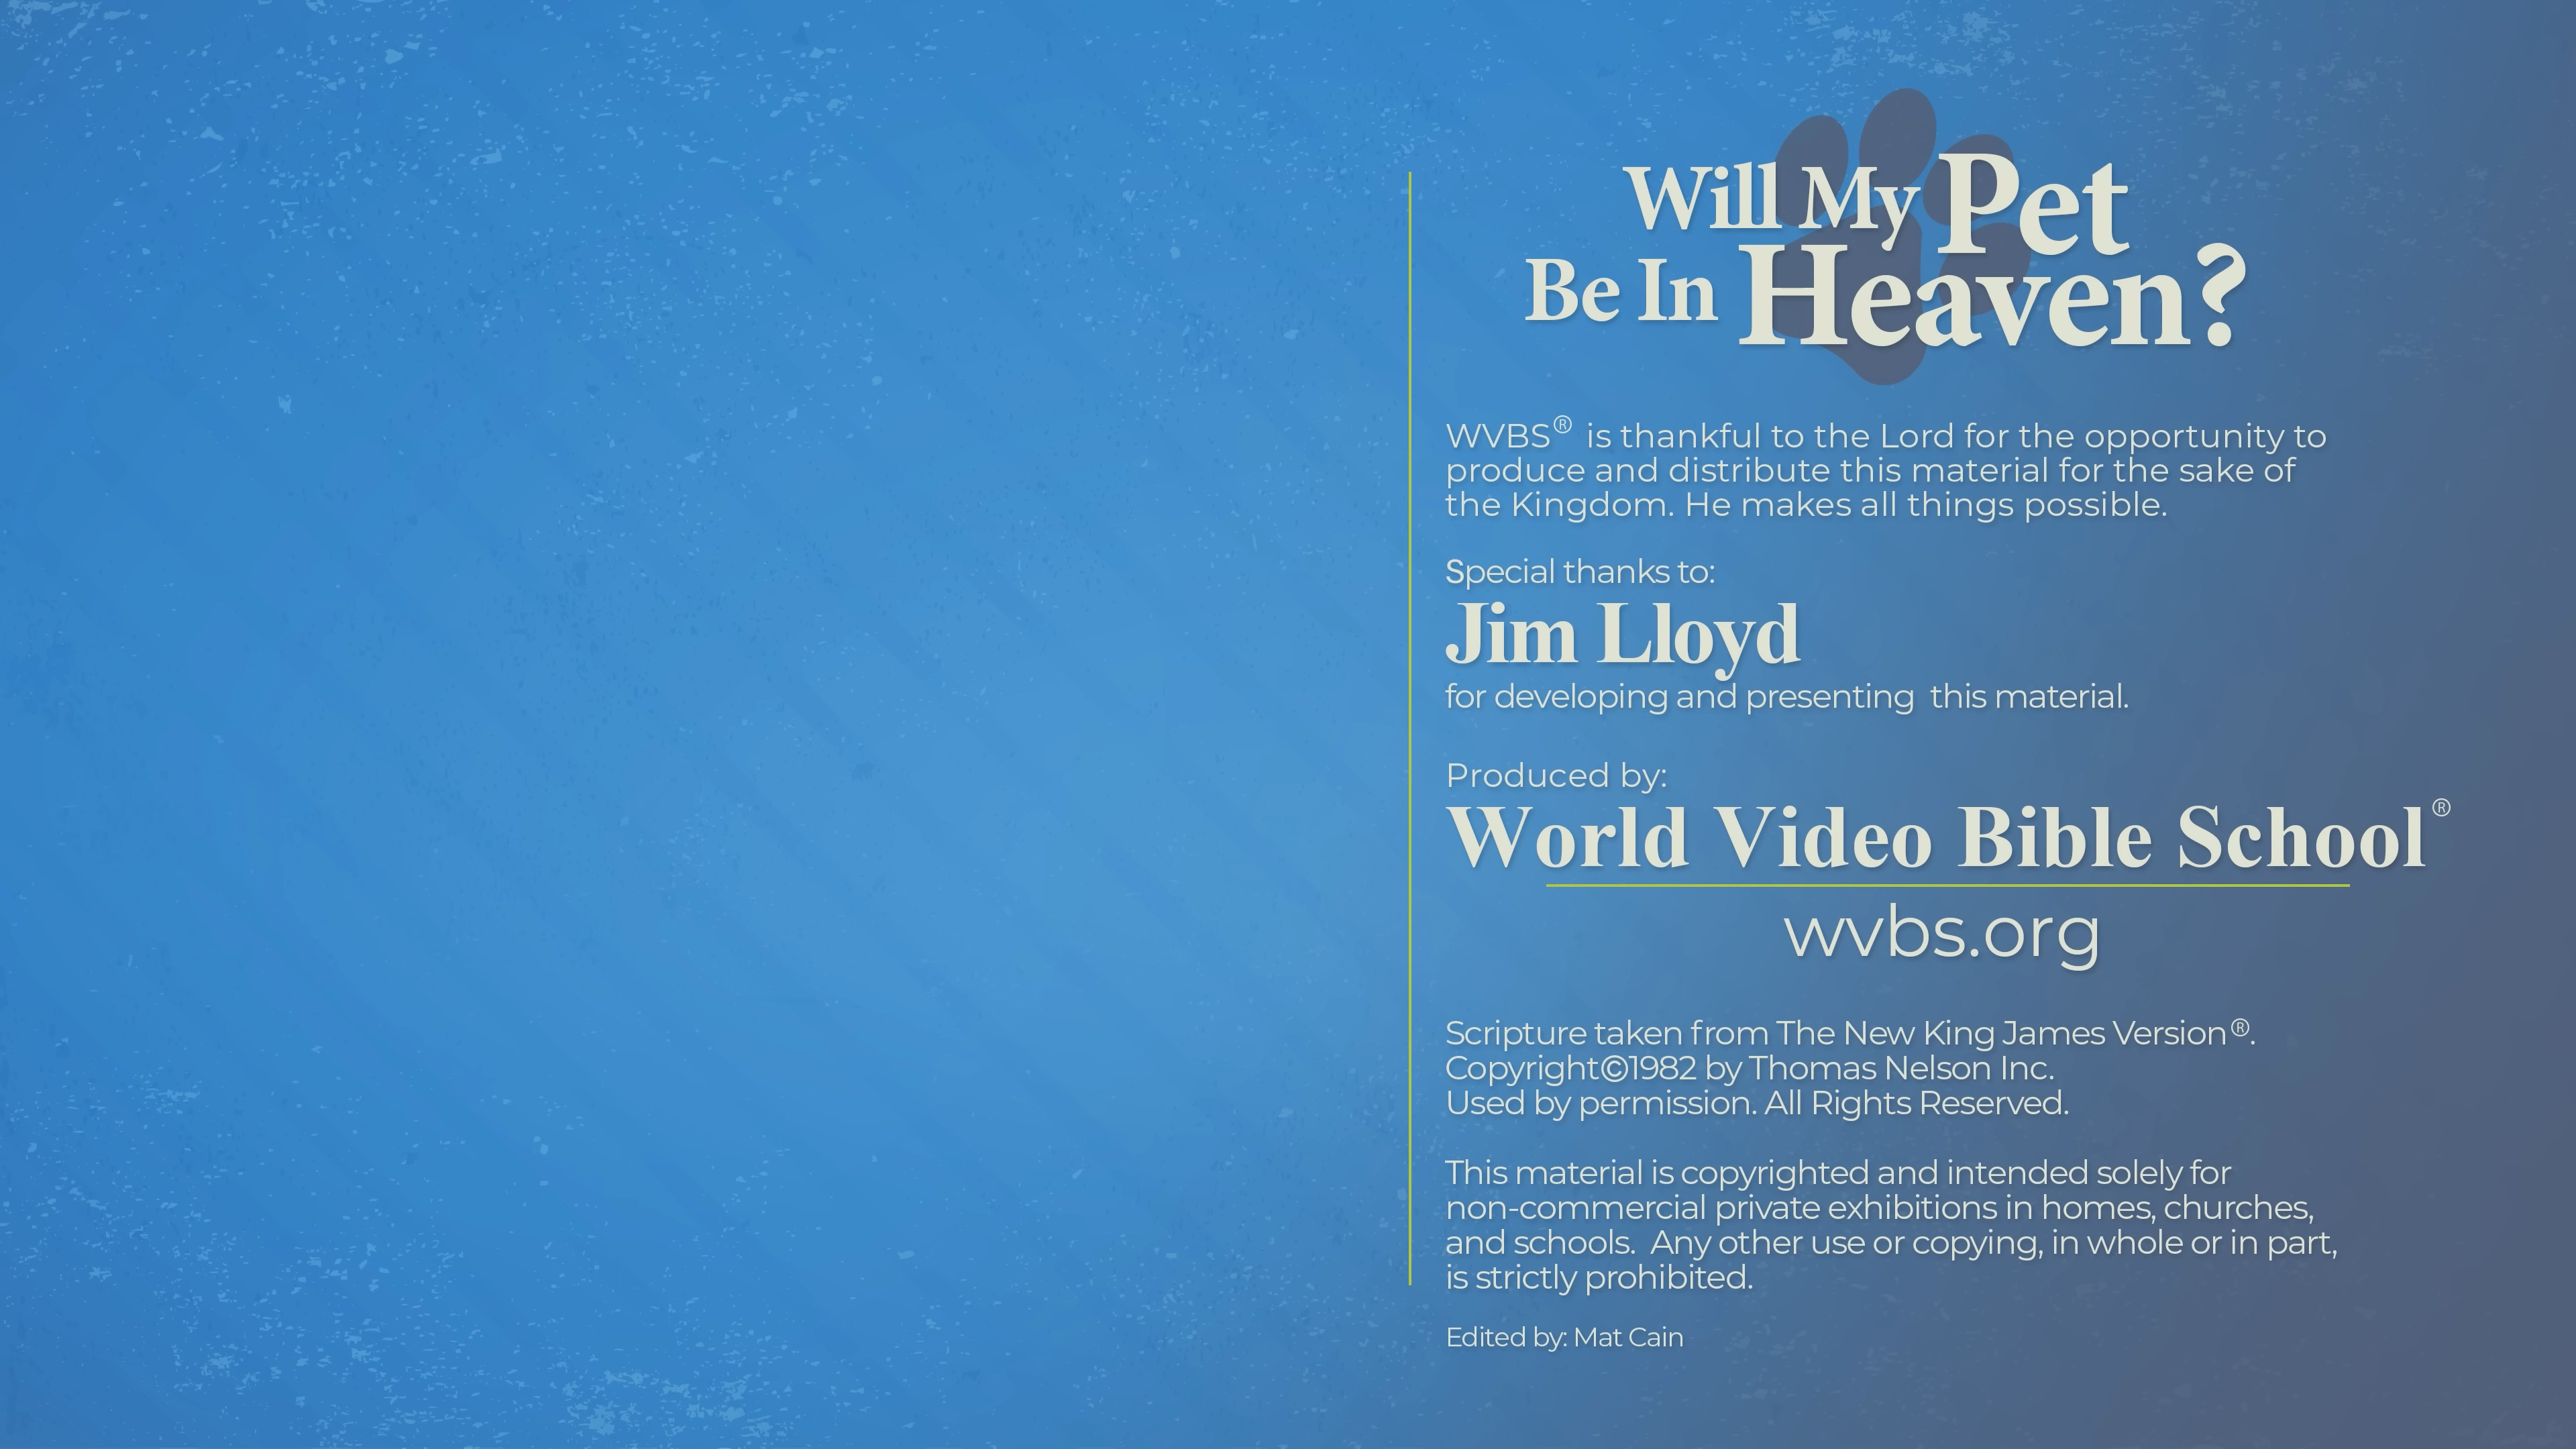 Will My Pet
Be In Heaven?
WVBS® is thankful to the Lord for the opportunity to
produce and distribute this material for the sake of
the Kingdom. He makes all things possible.
Special thanks to:
Jim Lloyd
for developing and presenting  this material.
Produced by:
World Video Bible School®
wvbs.org
Scripture taken from The New King James Version®.
Copyright©1982 by Thomas Nelson Inc.
Used by permission. All Rights Reserved.
This material is copyrighted and intended solely for
non-commercial private exhibitions in homes, churches,
and schools.  Any other use or copying, in whole or in part,
is strictly prohibited.
Edited by: Mat Cain